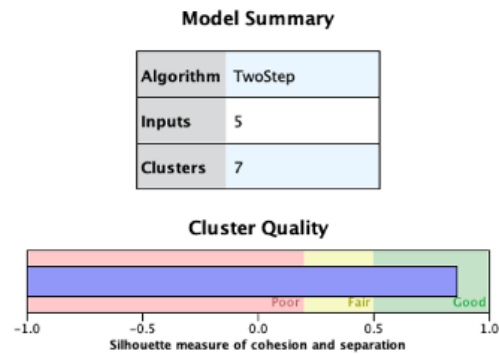 Model Summary
Algorithm TwoStep
Inputs 5
Clusters 7
Cluster Quality
Poor Fair Good
-1.0 -0.5 0.0 0.5 1.0
Silhouette measure of cohesion and separation